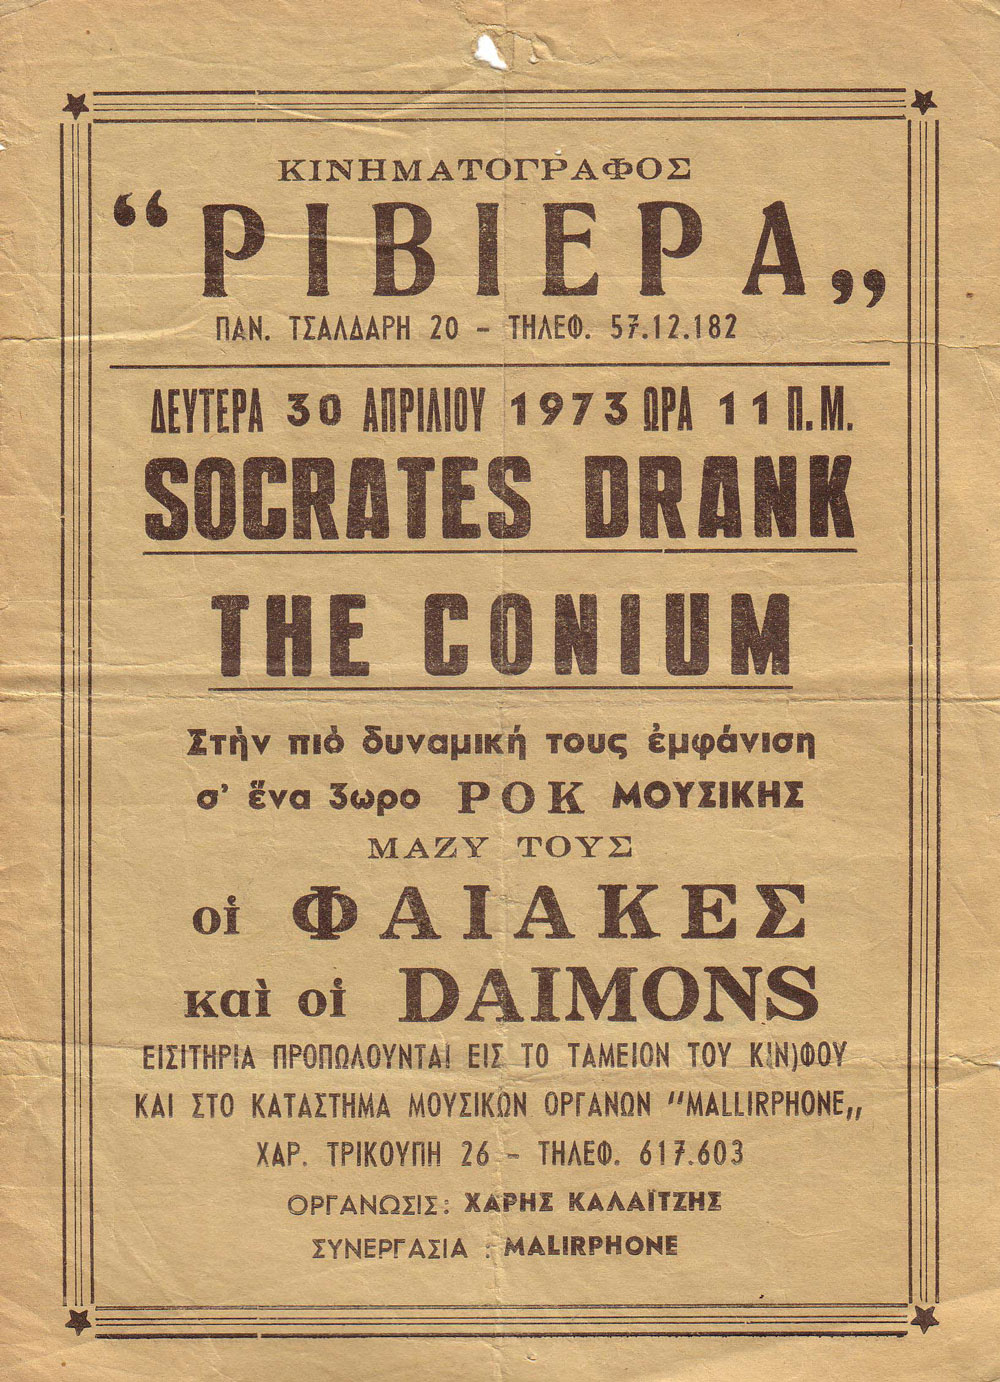 ΚΙΝΗΜΑΤΟΓΡΑΦΟΣ
“ΡΙΒΙΕΡΑ„
ΠΑΝ. ΤΣΑΛΔΑΡΗ 20 - ΤΗΛΕΦ. 57.12.182
ΔΕΥΤΕΡΑ 30 ΑΠΡΙΛΙΟΥ 1973 ΩΡΑ 11 Π.Μ.
SOCRATES DRANK
THE CONIUM
Στὴν πιὸ δυναμική τους ἐμφάνιση
σ’ ἕνα 3ωρο ΡΟΚ ΜΟΥΣΙΚΗΣ
ΜΑΖΥ ΤΟΥΣ
οἱ ΦΑΙΑΚΕΣ
καὶ οἱ DAIMONS
ΕΙΣΙΤΗΡΙΑ ΠΡΟΠΩΛΟΥΝΤΑΙ ΕΙΣ ΤΟ ΤΑΜΕΙΟΝ ΤΟΥ ΚΙΝ)ΦΟΥ
ΚΑΙ ΣΤΟ ΚΑΤΑΣΤΗΜΑ ΜΟΥΣΙΚΩΝ ΟΡΓΑΝΩΝ “MALLIRPHONE„
ΧΑΡ. ΤΡΙΚΟΥΠΗ 26 - ΤΗΛΕΦ. 617.603
ΟΡΓΑΝΩΣΙΣ: ΧΑΡΗΣ ΚΑΛΑΪΤΖΗΣ
ΣΥΝΕΡΓΑΣΙΑ : MALIRPHONE